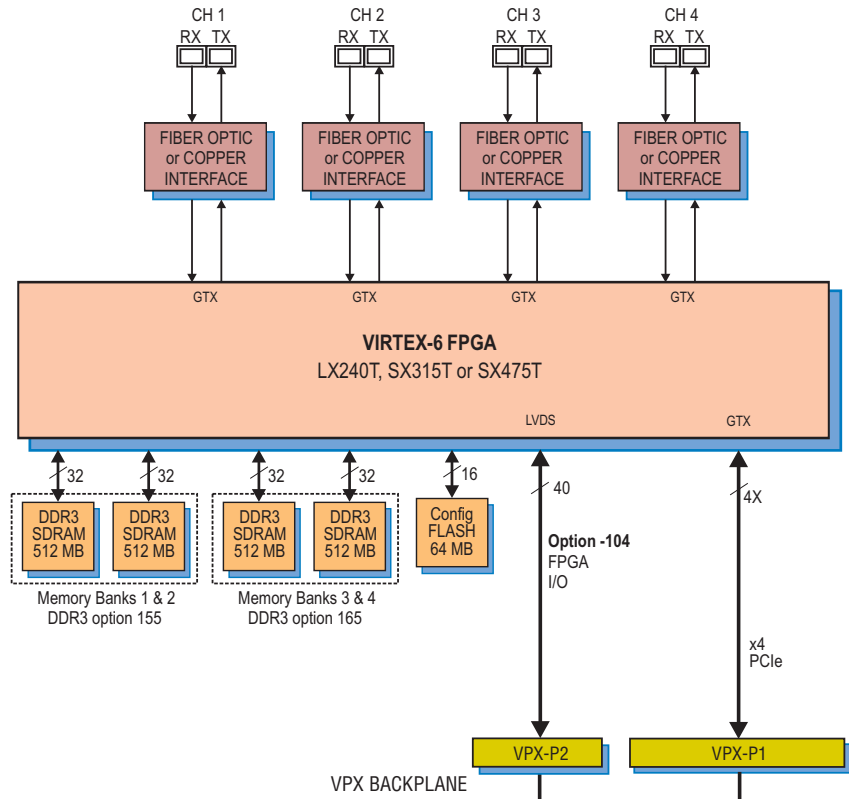 CH 1 CH 2 CH 3 CH 4
RX TX RX TX RX TX RX TX
FIBER OPTIC
or COPPER
INTERFACE
FIBER OPTIC
or COPPER
INTERFACE
FIBER OPTIC
or COPPER
INTERFACE
FIBER OPTIC
or COPPER
INTERFACE
GTX GTX GTX GTX
VIRTEX-6 FPGA
LX240T, SX315T or SX475T
LVDS GTX
32 32 32 32 16 40 4X
DDR3
SDRAM
512 MB
DDR3
SDRAM
512 MB
DDR3
SDRAM
512 MB
DDR3
SDRAM
512 MB
Config
FLASH
64 MB
Memory Banks 1 & 2
DDR3 option 155
Memory Banks 3 & 4
DDR3 option 165
Option -104
FPGA
I/O
x4
PCIe
VPX-P2 VPX-P1
VPX BACKPLANE